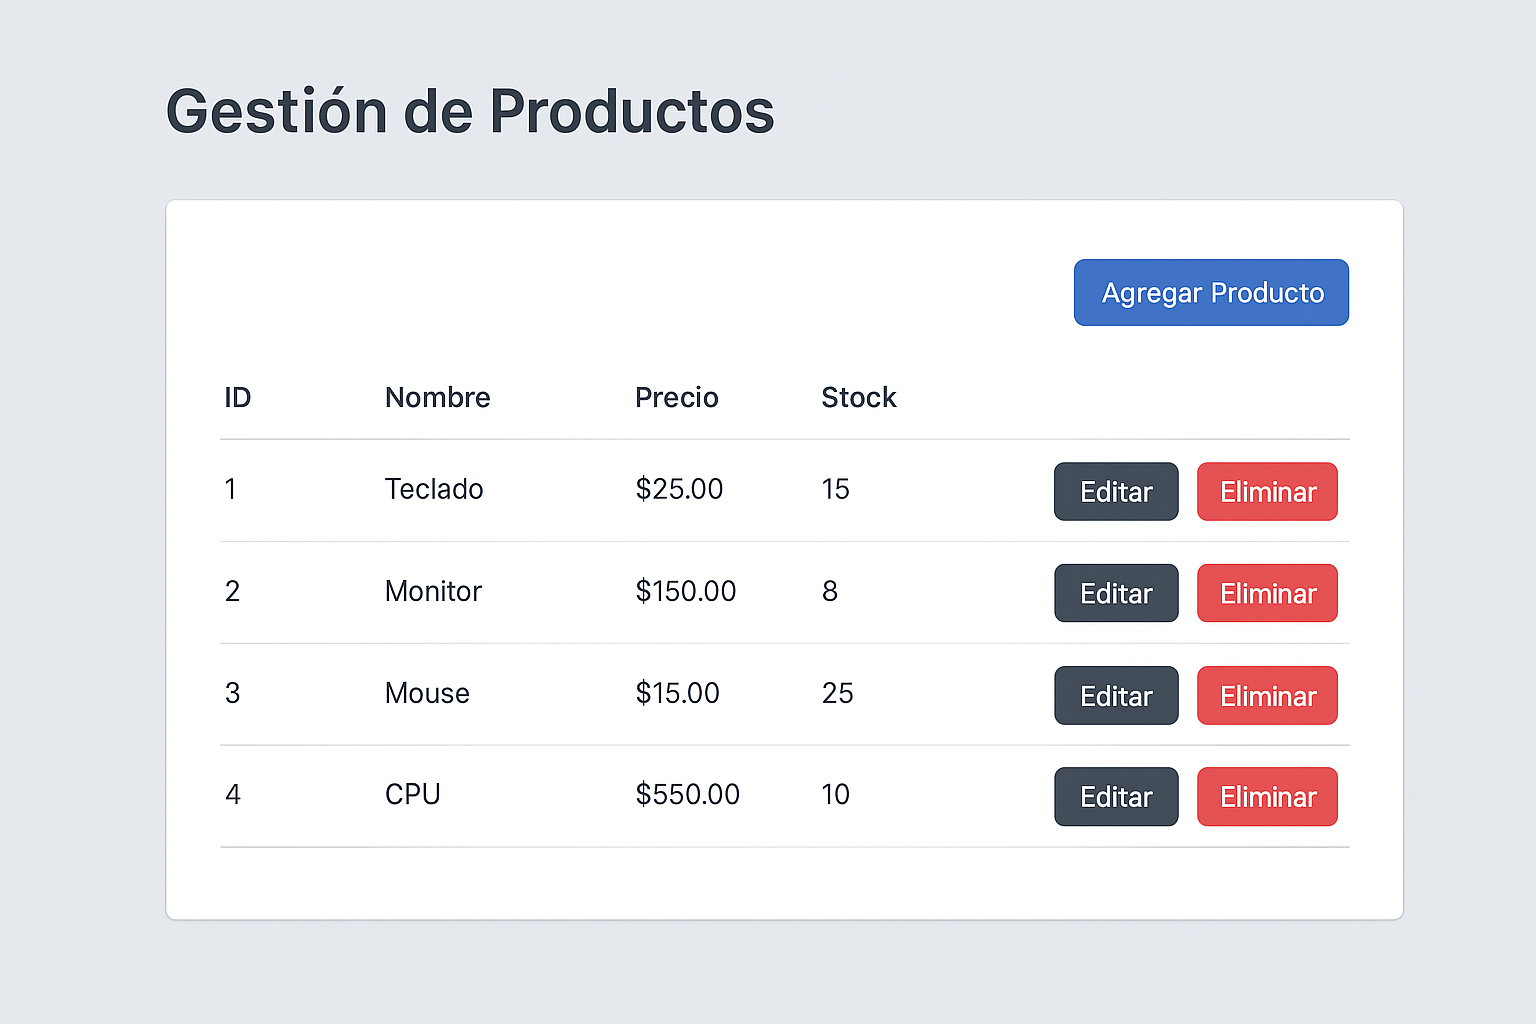 Gestión de Productos
Agregar Producto
ID Nombre Precio Stock
1 Teclado $25.00 15 Editar Eliminar
2 Monitor $150.00 8 Editar Eliminar
3 Mouse $15.00 25 Editar Eliminar
4 CPU $550.00 10 Editar Eliminar